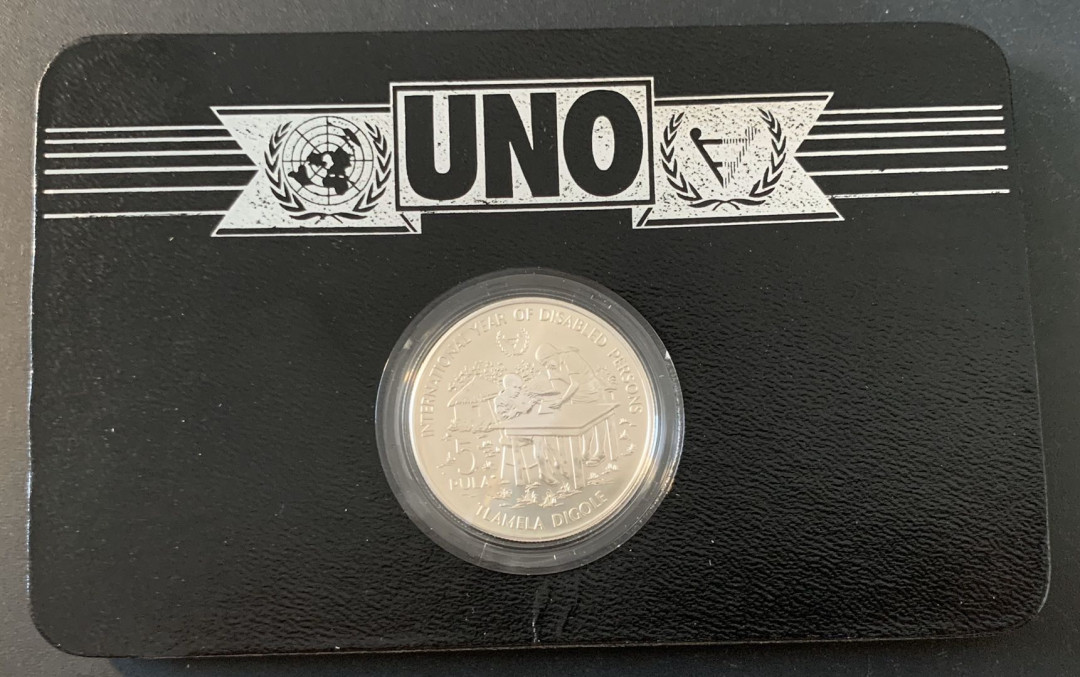 UNO
INTERNATIONAL YEAR OF DISABLED PERSONS
5
PULA
TLAMELA DIGOLE